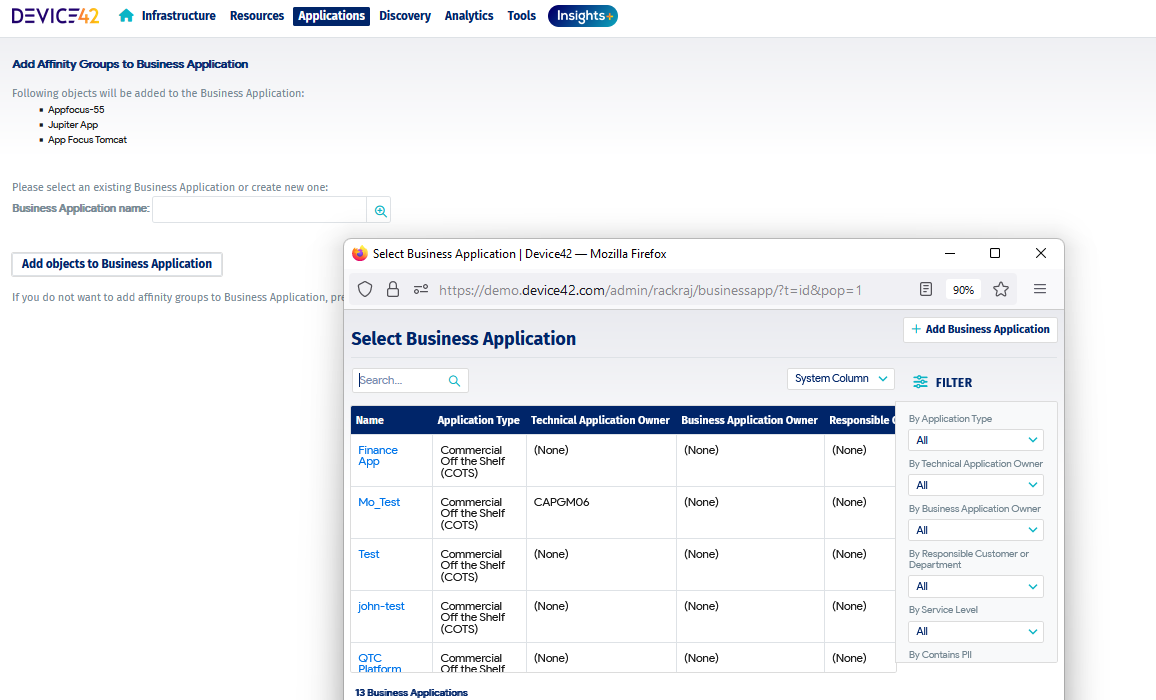 DEVICE42 Infrastructure Resources Applications Discovery Analytics Tools Insights+
Add Affinity Groups to Business Application
Following objects will be added to the Business Application:
Appfocus-55
Jupiter App
App Focus Tomcat
Please select an existing Business Application or create new one:
Business Application name:
Add objects to Business Application
If you do not want to add affinity groups to Business Application, pre
Select Business Application | Device42 — Mozilla Firefox
https://demo.device42.com/admin/rackraj/businessapp/?t=id&pop=1 90%
Select Business Application
+ Add Business Application
Search...
System Column
FILTER
Name Application Type Technical Application Owner Business Application Owner Responsible
Finance App
Commercial Off the Shelf (COTS)
(None) (None) (None)
Mo_Test
Commercial Off the Shelf (COTS)
CAPGM06 (None) (None)
Test
Commercial Off the Shelf (COTS)
(None) (None) (None)
john-test
Commercial Off the Shelf (COTS)
(None) (None) (None)
QTC Platform
Commercial Off the Shelf
(None) (None) (None)
By Application Type
All
By Technical Application Owner
All
By Business Application Owner
All
By Responsible Customer or
Department
All
By Service Level
All
By Contains PII
13 Business Applications